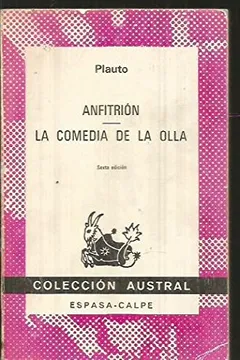 Plauto
ANFITRIÓN
LA COMEDIA DE LA OLLA
Sexta edición
COLECCIÓN AUSTRAL
ESPASA-CALPE